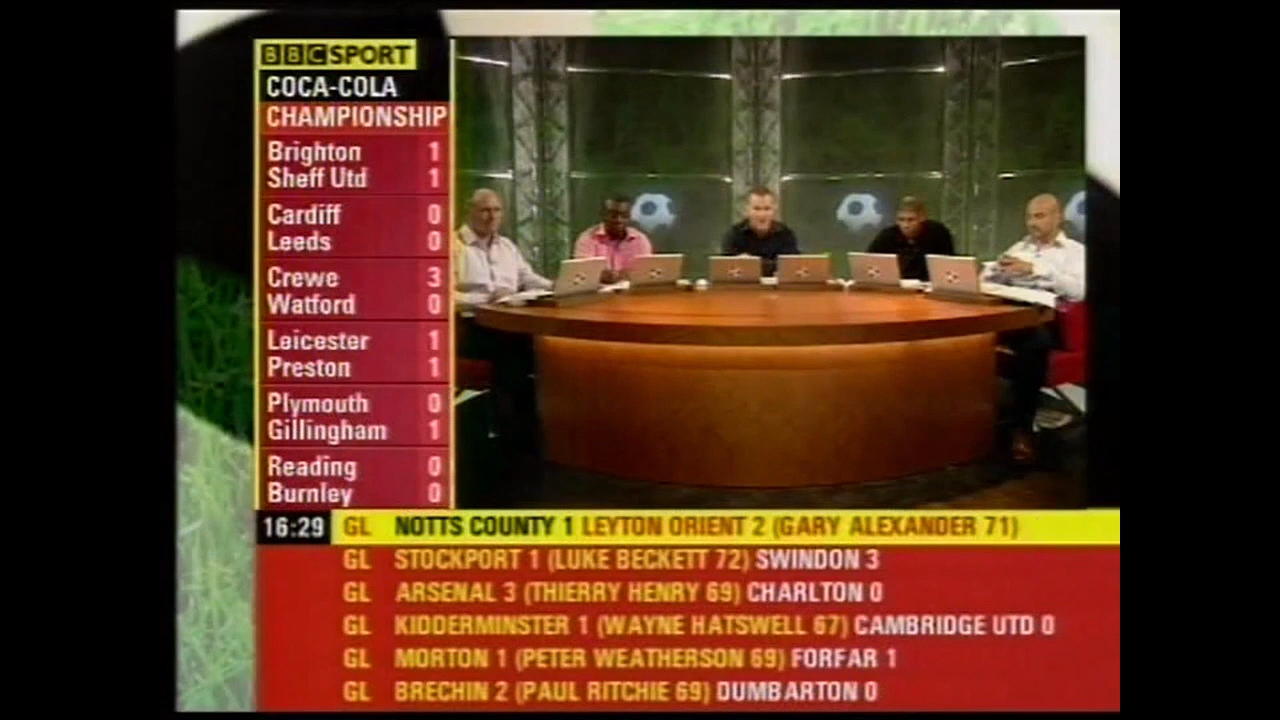 BBC SPORT
COCA-COLA
CHAMPIONSHIP
Brighton 1
Sheff Utd 1
Cardiff 0
Leeds 0
Crewe 3
Watford 0
Leicester 1
Preston 1
Plymouth 0
Gillingham 1
Reading 0
Burnley 0
16:29 GL NOTTS COUNTY 1 LEYTON ORIENT 2 (GARY ALEXANDER 71)
GL STOCKPORT 1 (LUKE BECKETT 72) SWINDON 3
GL ARSENAL 3 (THIERRY HENRY 69) CHARLTON 0
GL KIDDERMINSTER 1 (WAYNE HATSWELL 67) CAMBRIDGE UTD 0
GL MORTON 1 (PETER WEATHERSON 69) FORFAR 1
GL BRECHIN 2 (PAUL RITCHIE 69) DUMBARTON 0